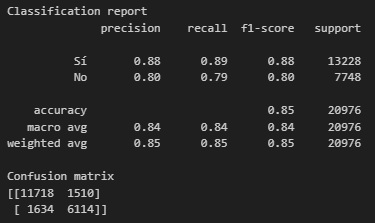 Classification report
precision recall f1-score support
Sí 0.88 0.89 0.88 13228
No 0.80 0.79 0.80 7748
accuracy 0.85 20976
macro avg 0.84 0.84 0.84 20976
weighted avg 0.85 0.85 0.85 20976
Confusion matrix
[[11718 1510]
[ 1634 6114]]